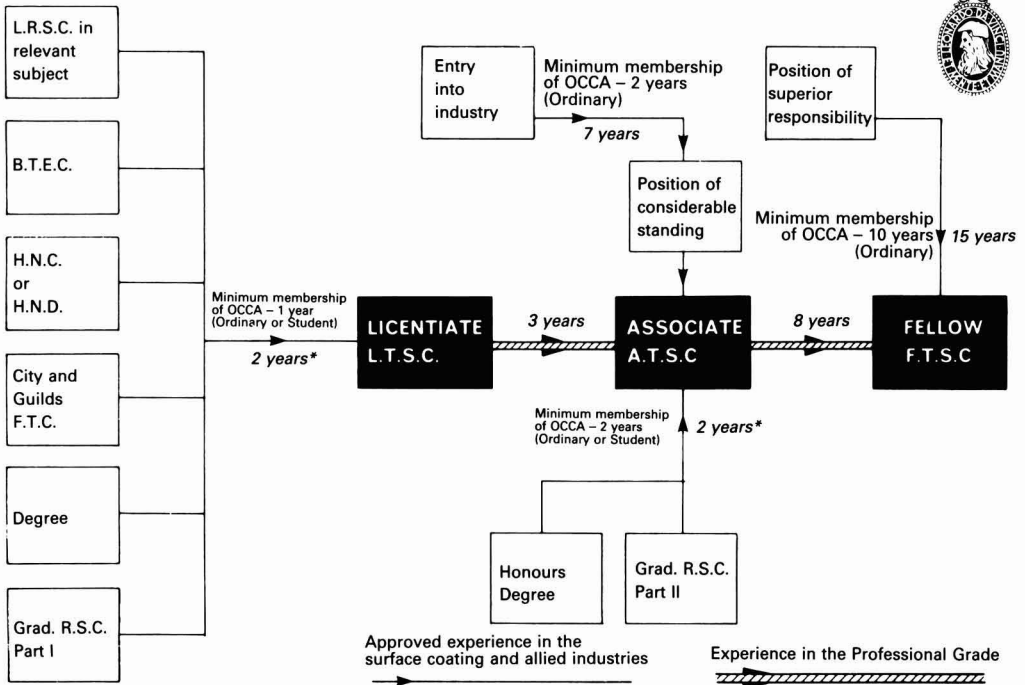 L.R.S.C. in
relevant
subject
B.T.E.C.
H.N.C.
or
H.N.D.
City and
Guilds
F.T.C.
Degree
Grad. R.S.C.
Part I
Minimum membership
of OCCA – 1 year
(Ordinary or Student)
2 years*
LICENTIATE
L.T.S.C.
3 years
Entry
into
industry
Minimum membership
of OCCA – 2 years
(Ordinary)
7 years
Position of
considerable
standing
ASSOCIATE
A.T.S.C
8 years
Position of
superior
responsibility
Minimum membership
of OCCA – 10 years
(Ordinary)
15 years
FELLOW
F.T.S.C
Minimum membership
of OCCA – 2 years
(Ordinary or Student)
2 years*
Honours
Degree
Grad. R.S.C.
Part II
Approved experience in the
surface coating and allied industries
Experience in the Professional Grade
LEONARDO DA VINCI